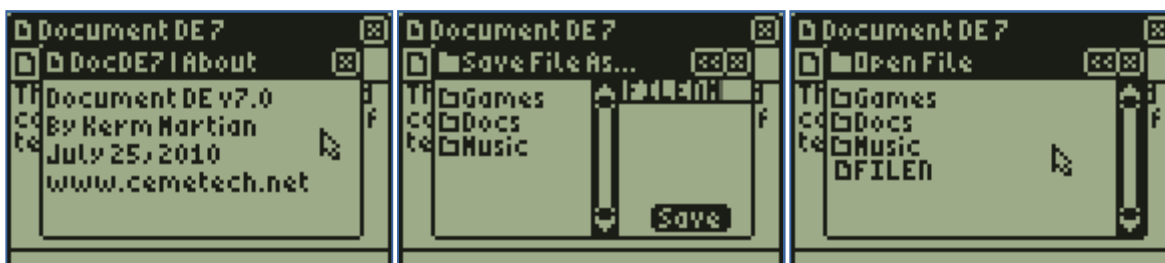 Document DE 7
DocDE7 | About
Document DE v7.0
By Kerm Martian
July 25, 2010
www.cemetech.net
Document DE 7
Save File As...
Games
Docs
Music
FILEN
Save
Document DE 7
Open File
Games
Docs
Music
FILEN